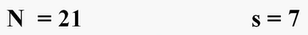 N = 21 s = 7